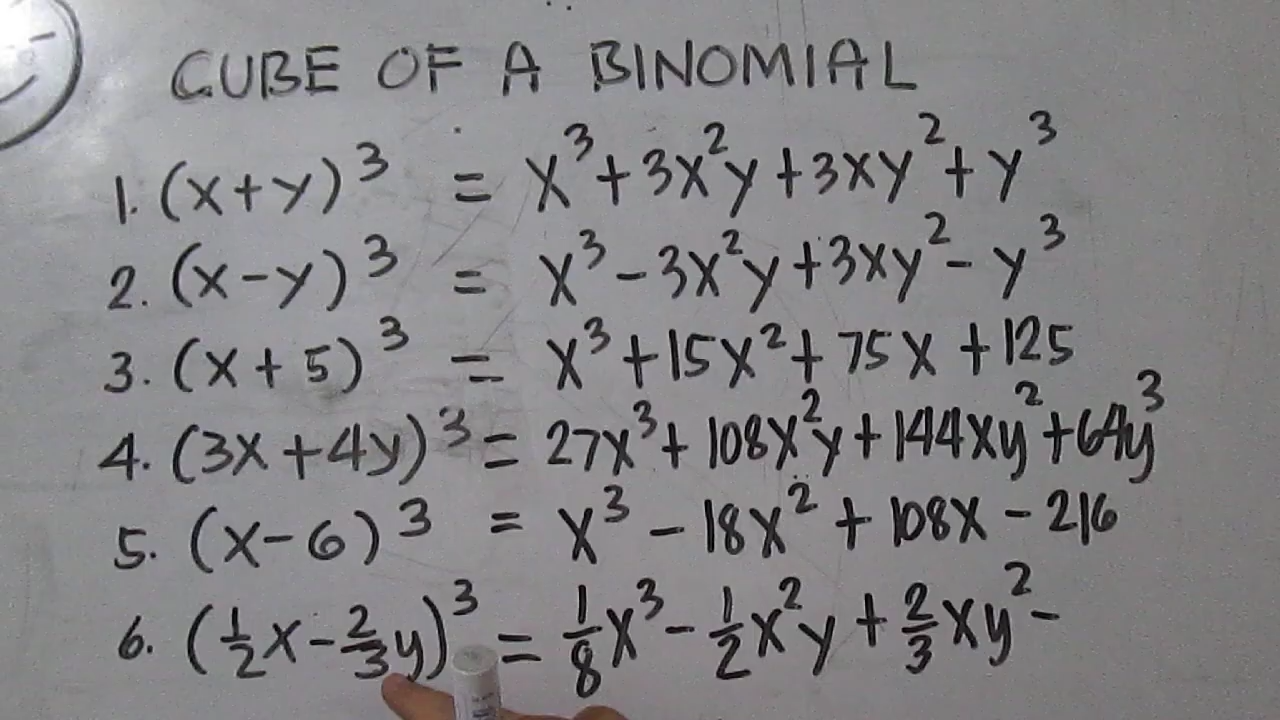 CUBE OF A BINOMIAL
1. (x+y)³ = x³+3x²y+3xy²+y³
2. (x-y)³ = x³-3x²y+3xy²-y³
3. (x+5)³ = x³+15x²+75x+125
4. (3x+4y)³ = 27x³+108x²y+144xy²+64y³
5. (x-6)³ = x³-18x²+108x-216
6. (1/2x-2/3y)³ = 1/8x³-1/2x²y+2/3xy²-